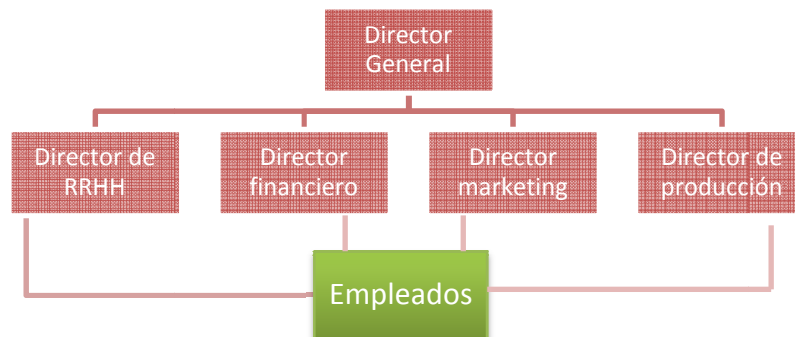 Director
General
Director de
RRHH
Director
financiero
Director
marketing
Director de
producción
Empleados